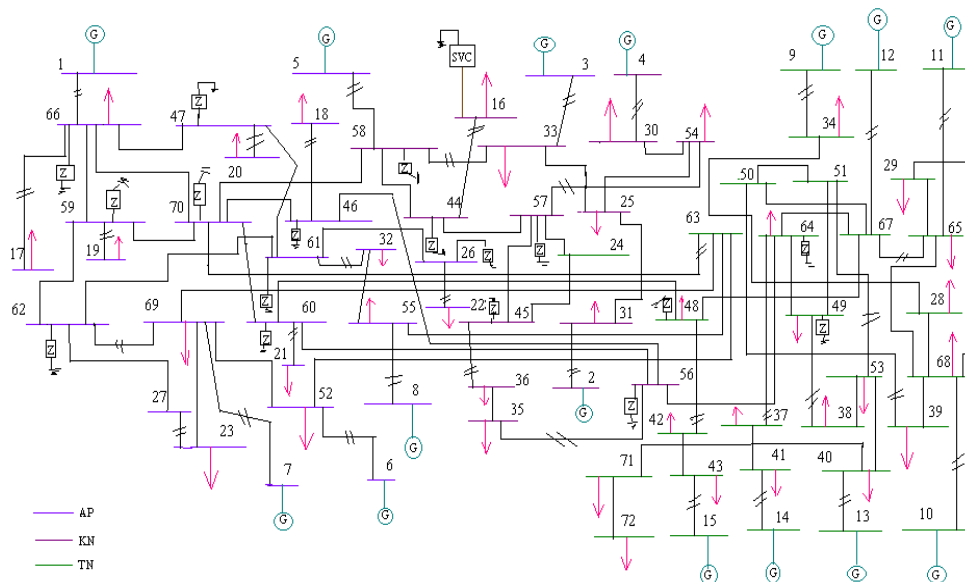 G G G G G G G
1 5 SVC 3 4 9 12 11
66 47 Z 18 16 33 30 54 34
20 58 29
Z Z Z Z 50 51
59 70 46 44 57 25 63 64 67 65
17 19 Z 61 32 26 Z Z 24 Z
62 69 Z 60 55 22 Z 45 31 Z 48 49 28
Z 21 Z 68
27 52 8 36 2 56 53
23 35 G Z 42 37 38 39
G 71 43 41 40
7 6
G G 72 15 14 13 10
AP
KN
TN
G G G G